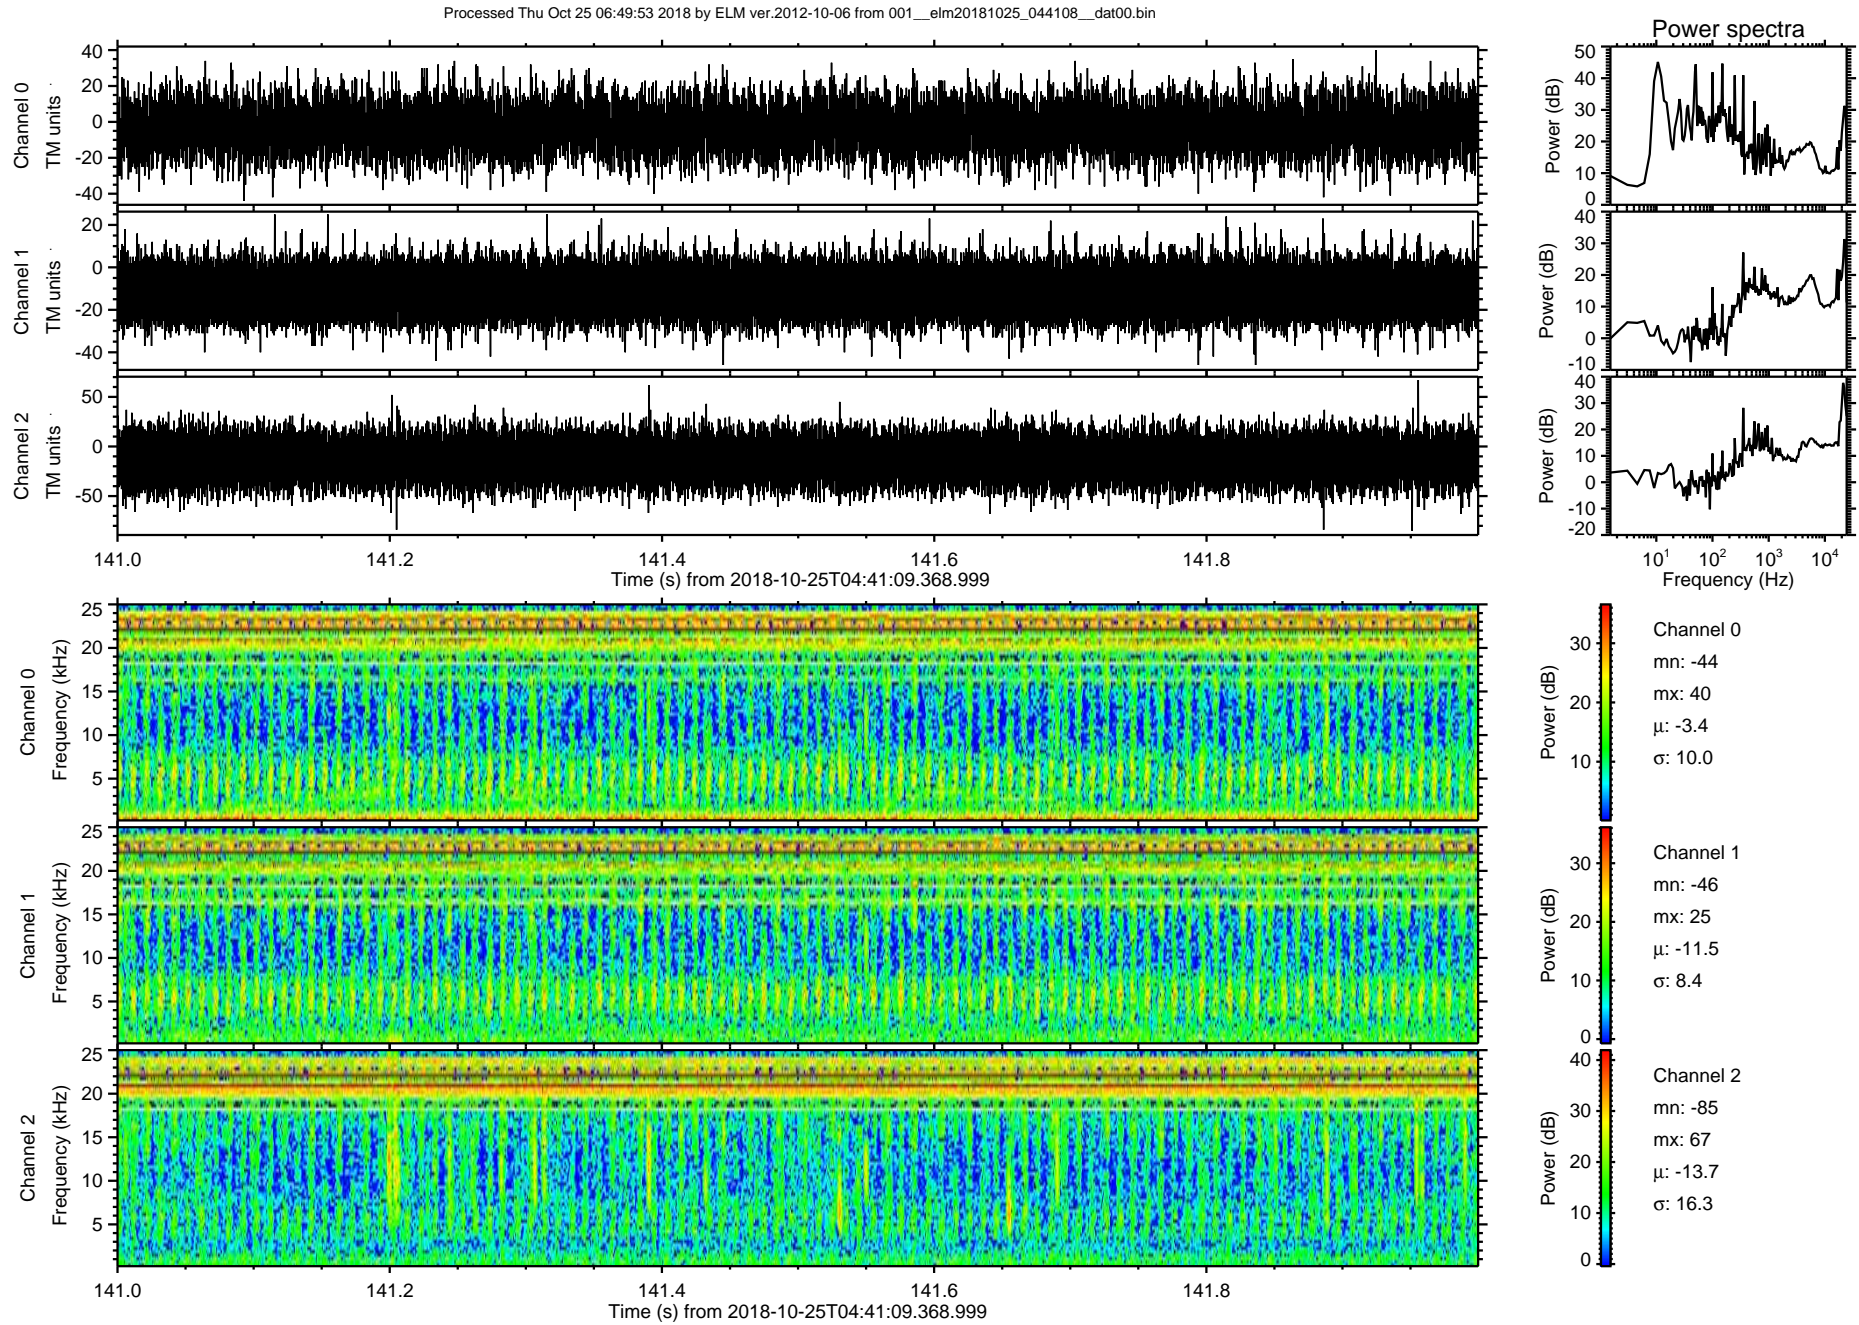 Processed Thu Oct 25 06:49:53 2018 by ELM ver.2012-10-06 from 001__elm20181025_044108__dat00.bin
Power spectra
Channel 0
TM units
40
20
0
-20
-40
Power (dB)
50
40
30
20
10
0
Channel 1
TM units
20
0
-20
-40
Power (dB)
40
30
20
10
0
-10
Channel 2
TM units
50
0
-50
Power (dB)
40
30
20
10
0
-10
-20
141.0 141.2 141.4 141.6 141.8
Time (s) from 2018-10-25T04:41:09.368.999
10^1 10^2 10^3 10^4
Frequency (Hz)
Channel 0
Frequency (kHz)
25
20
15
10
5
Power (dB)
30
20
10
Channel 0
mn: -44
mx: 40
μ: -3.4
σ: 10.0
Channel 1
Frequency (kHz)
25
20
15
10
5
Power (dB)
30
20
10
0
Channel 1
mn: -46
mx: 25
μ: -11.5
σ: 8.4
Channel 2
Frequency (kHz)
25
20
15
10
5
Power (dB)
40
30
20
10
0
Channel 2
mn: -85
mx: 67
μ: -13.7
σ: 16.3
141.0 141.2 141.4 141.6 141.8
Time (s) from 2018-10-25T04:41:09.368.999